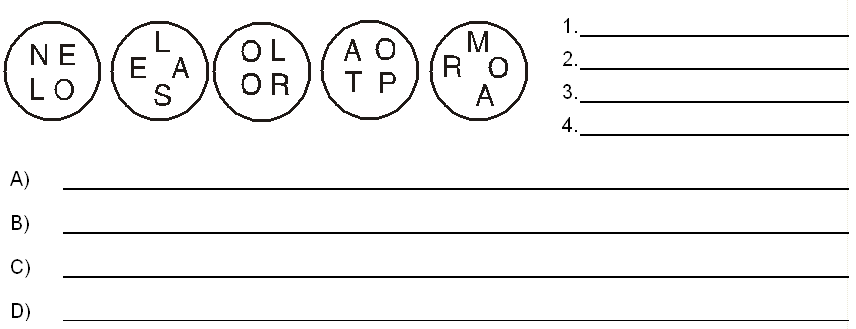 N E L O
L E A S
O L O R
A O T P
M R O A
1.
2.
3.
4.
A)
B)
C)
D)